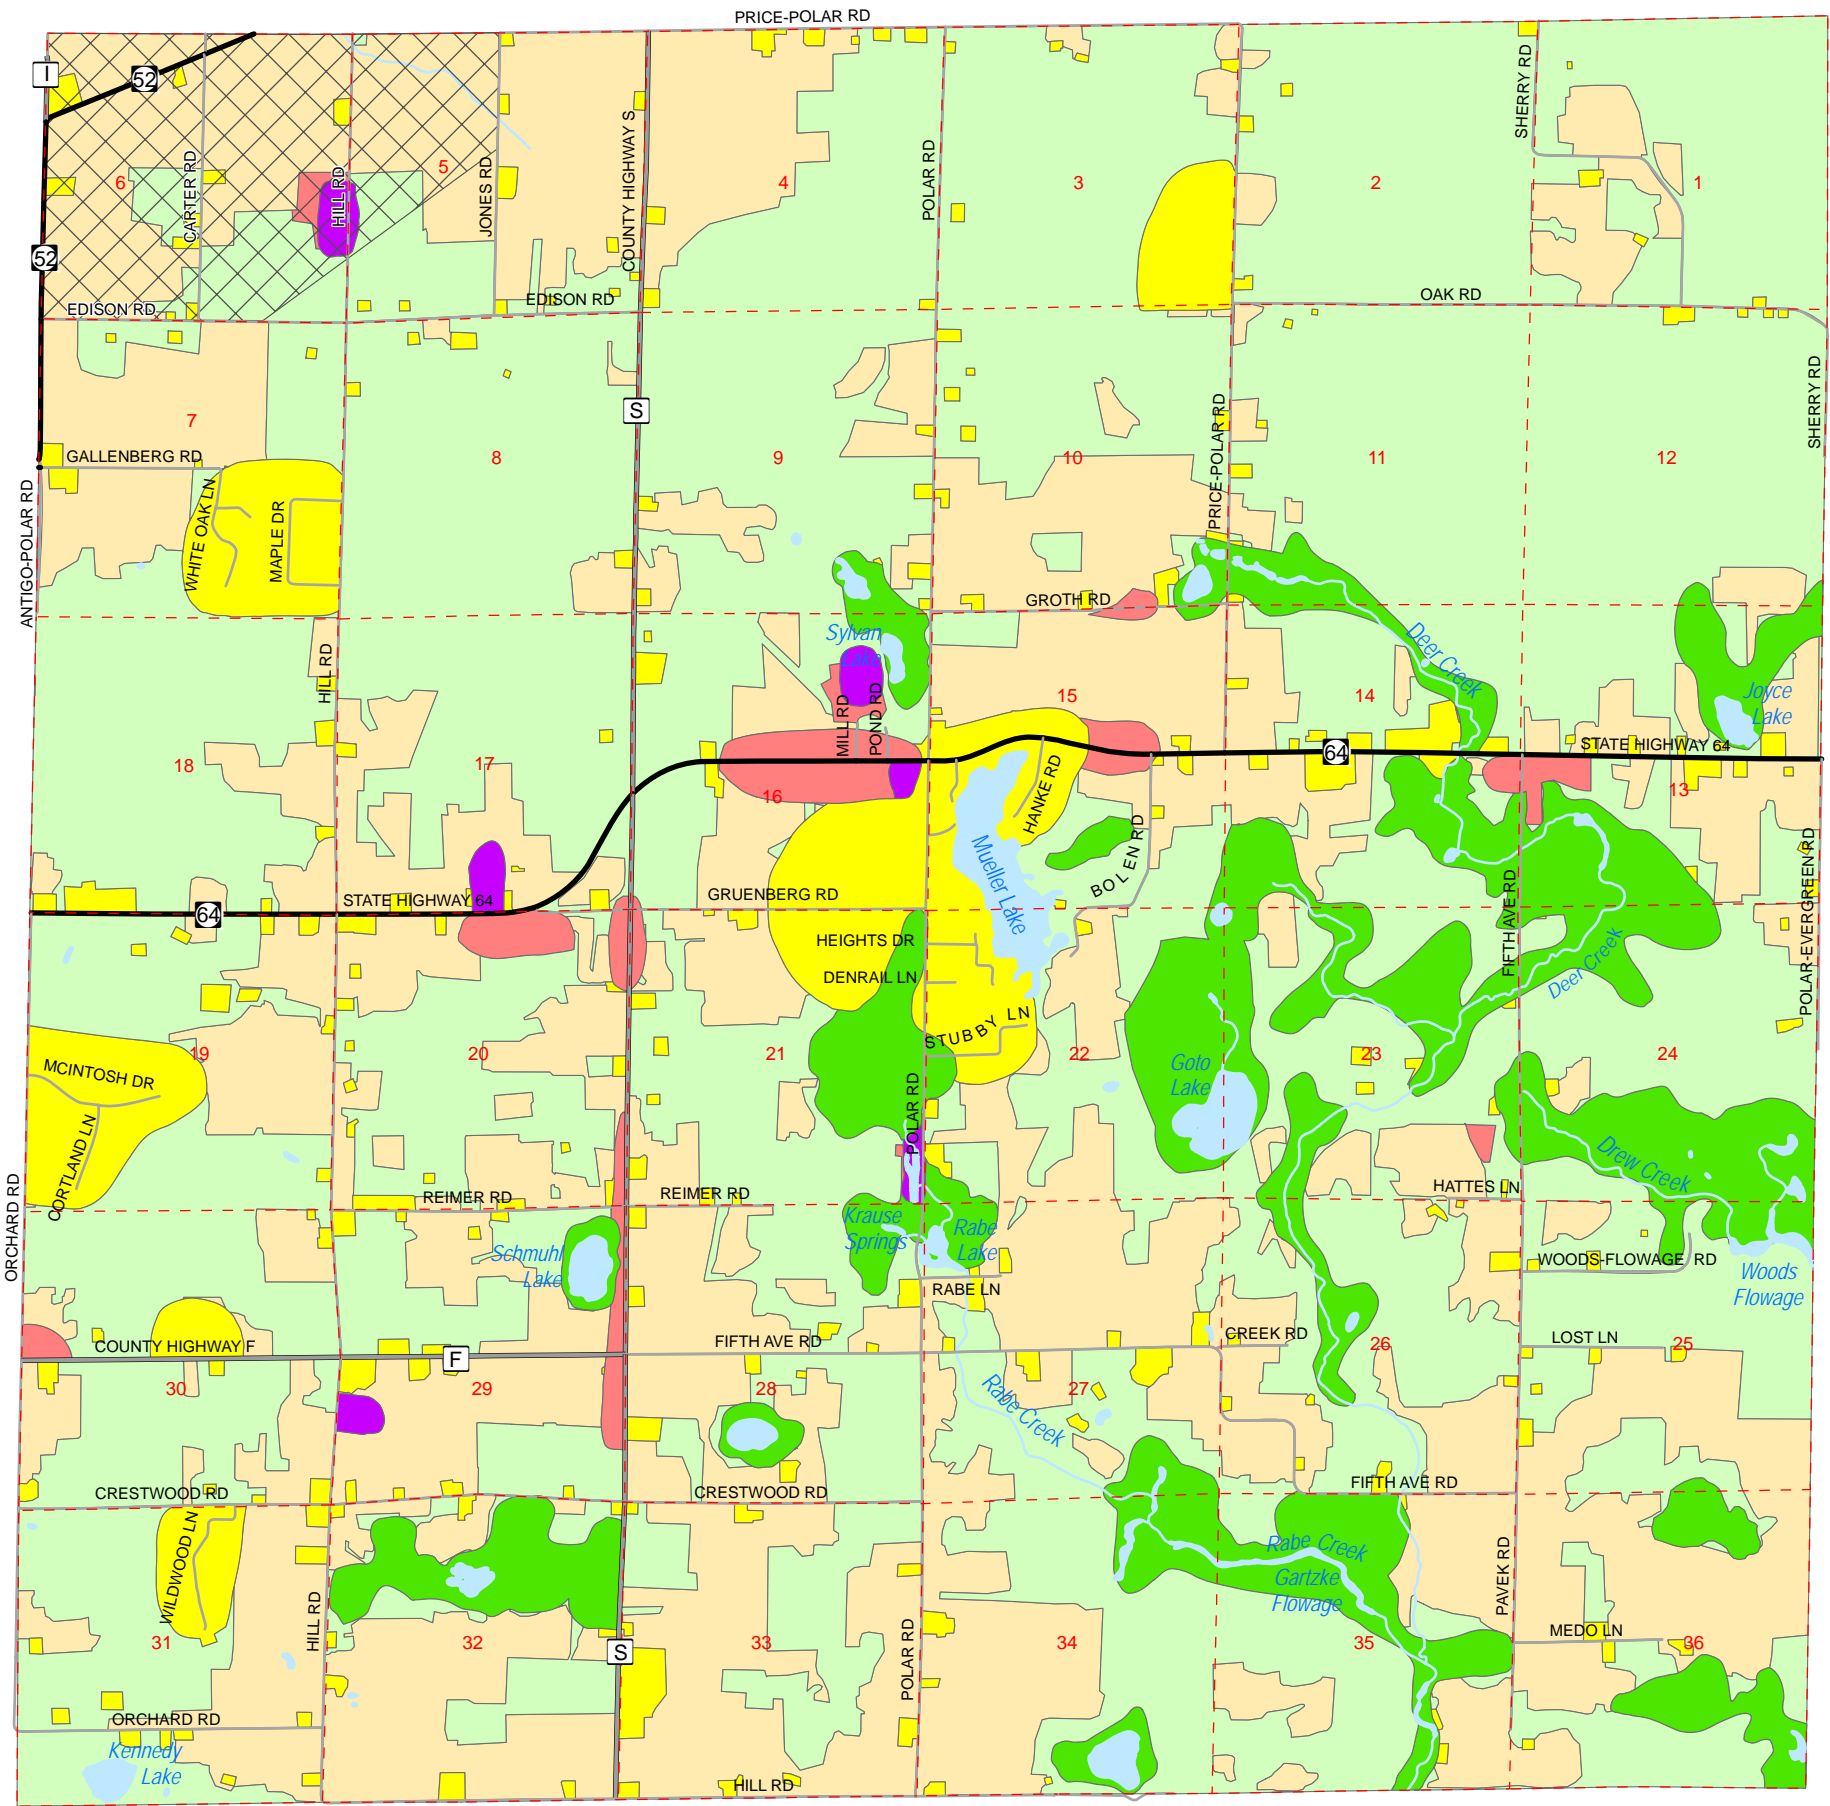 PRICE-POLAR RD
I
52
SHERRY RD
COUNTY HIGHWAY S
POLAR RD
CARTER RD
HILL RD
JONES RD
6
5
4
3
2
1
52
EDISON RD
EDISON RD
OAK RD
SHERRY RD
S
7
8
9
10
11
12
PRICE-POLAR RD
GALLENBERG RD
ANTIGO-POLAR RD
WHITE OAK LN
MAPLE DR
GROTH RD
Sylvan
Lake
Deer Creek
HILL RD
MILL RD
POND RD
15
14
Joyce
Lake
STATE HIGHWAY 64
64
18
17
16
13
HANKE RD
Mueller Lake
BOLEN RD
POLAR-EVERGREEN RD
STATE HIGHWAY 64
64
GRUENBERG RD
FIFTH AVE RD
HEIGHTS DR
DENRAIL LN
Deer Creek
STUBBY LN
19
20
21
22
23
24
MCINTOSH DR
CORTLAND LN
Goto
Lake
POLAR RD
Drew Creek
ORCHARD RD
REIMER RD
REIMER RD
HATTES LN
Krause
Springs
Rabe
Lake
Schmuhl
Lake
WOODS-FLOWAGE RD
Woods
Flowage
RABE LN
COUNTY HIGHWAY F
F
FIFTH AVE RD
CREEK RD
LOST LN
30
29
28
27
26
25
Rabe Creek
CRESTWOOD RD
CRESTWOOD RD
FIFTH AVE RD
WILDWOOD LN
Rabe Creek
Gartzke
Flowage
PAVEK RD
HILL RD
MEDO LN
31
32
33
34
35
36
S
POLAR RD
ORCHARD RD
Kennedy
Lake
HILL RD